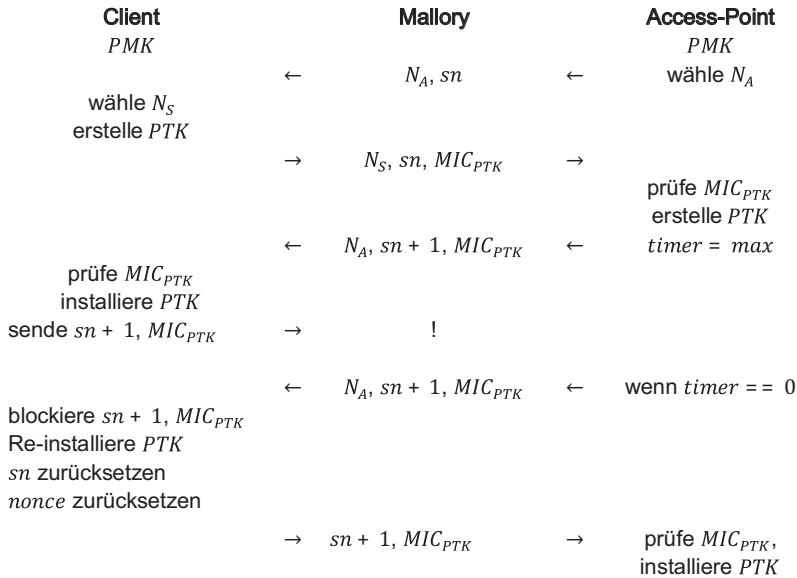 Client Mallory Access-Point
PMK PMK
← N_A, sn ← wähle N_A
wähle N_S
erstelle PTK
→ N_S, sn, MIC_PTK →
prüfe MIC_PTK
erstelle PTK
← N_A, sn + 1, MIC_PTK ← timer = max
prüfe MIC_PTK
installiere PTK
sende sn + 1, MIC_PTK → !
← N_A, sn + 1, MIC_PTK ← wenn timer == 0
blockiere sn + 1, MIC_PTK
Re-installiere PTK
sn zurücksetzen
nonce zurücksetzen
→ sn + 1, MIC_PTK → prüfe MIC_PTK,
installiere PTK